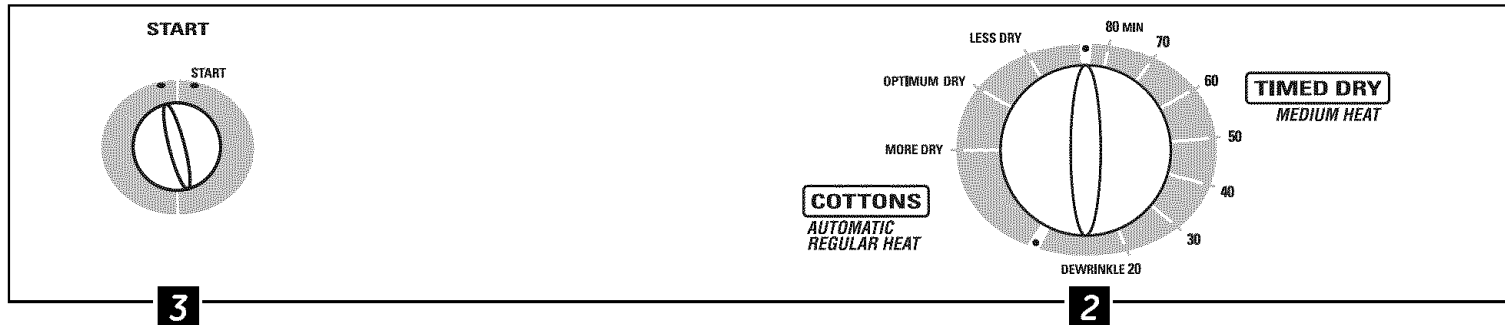 START
START
LESS DRY
OPTIMUM DRY
MORE DRY
COTTONS
AUTOMATIC
REGULAR HEAT
80 MIN
70
60
50
40
30
DEWRINKLE 20
TIMED DRY
MEDIUM HEAT
3
2